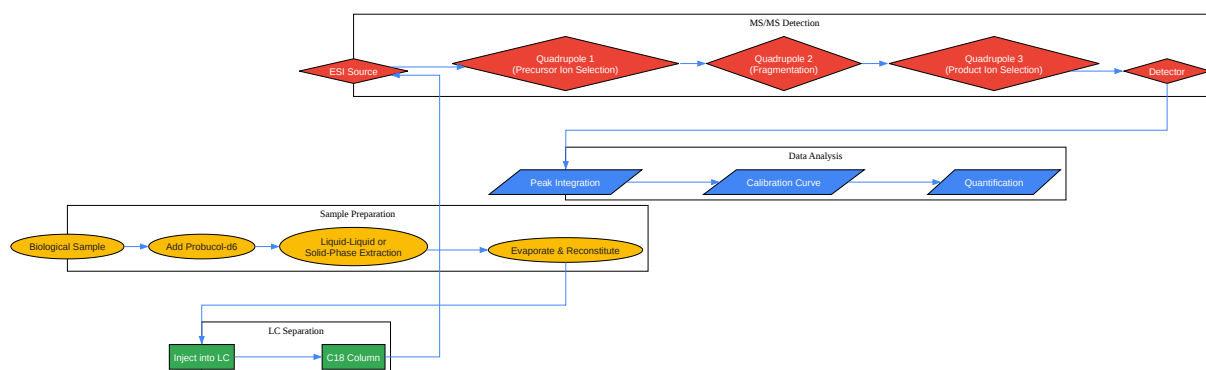 MS/MS Detection
ESI Source
Quadrupole 1
(Precursor Ion Selection)
Quadrupole 2
(Fragmentation)
Quadrupole 3
(Product Ion Selection)
Detector
Data Analysis
Peak Integration
Calibration Curve
Quantification
Sample Preparation
Biological Sample
Add Probucol-d6
Liquid-Liquid or
Solid-Phase Extraction
Evaporate & Reconstitute
LC Separation
Inject into LC
C18 Column